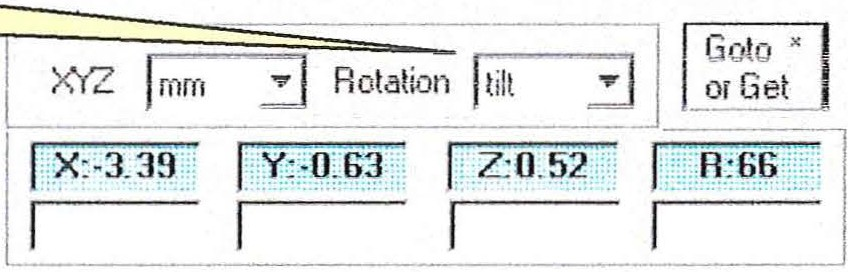 XYZ mm Rotation tilt Goto × or Get
X:-3.39 Y:-0.63 Z:0.52 R:66